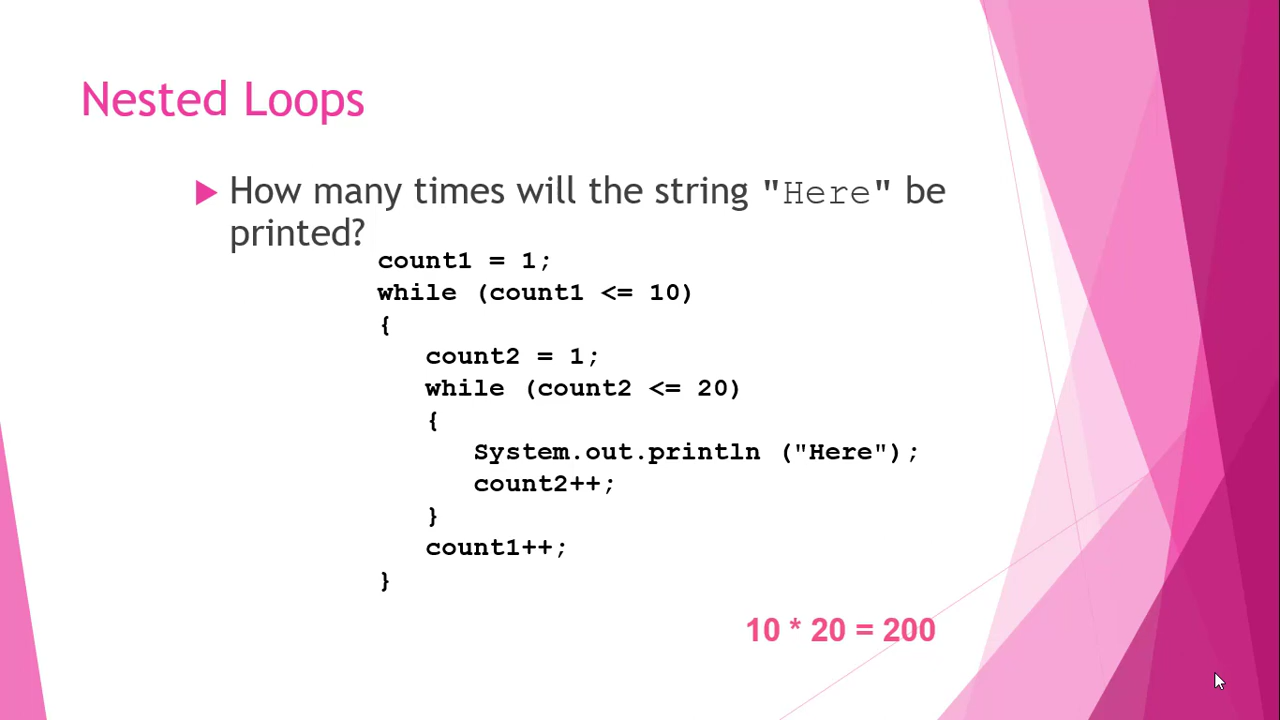 Nested Loops
How many times will the string "Here" be
printed?
count1 = 1;
while (count1 <= 10)
{
   count2 = 1;
   while (count2 <= 20)
   {
      System.out.println ("Here");
      count2++;
   }
   count1++;
}
10 * 20 = 200